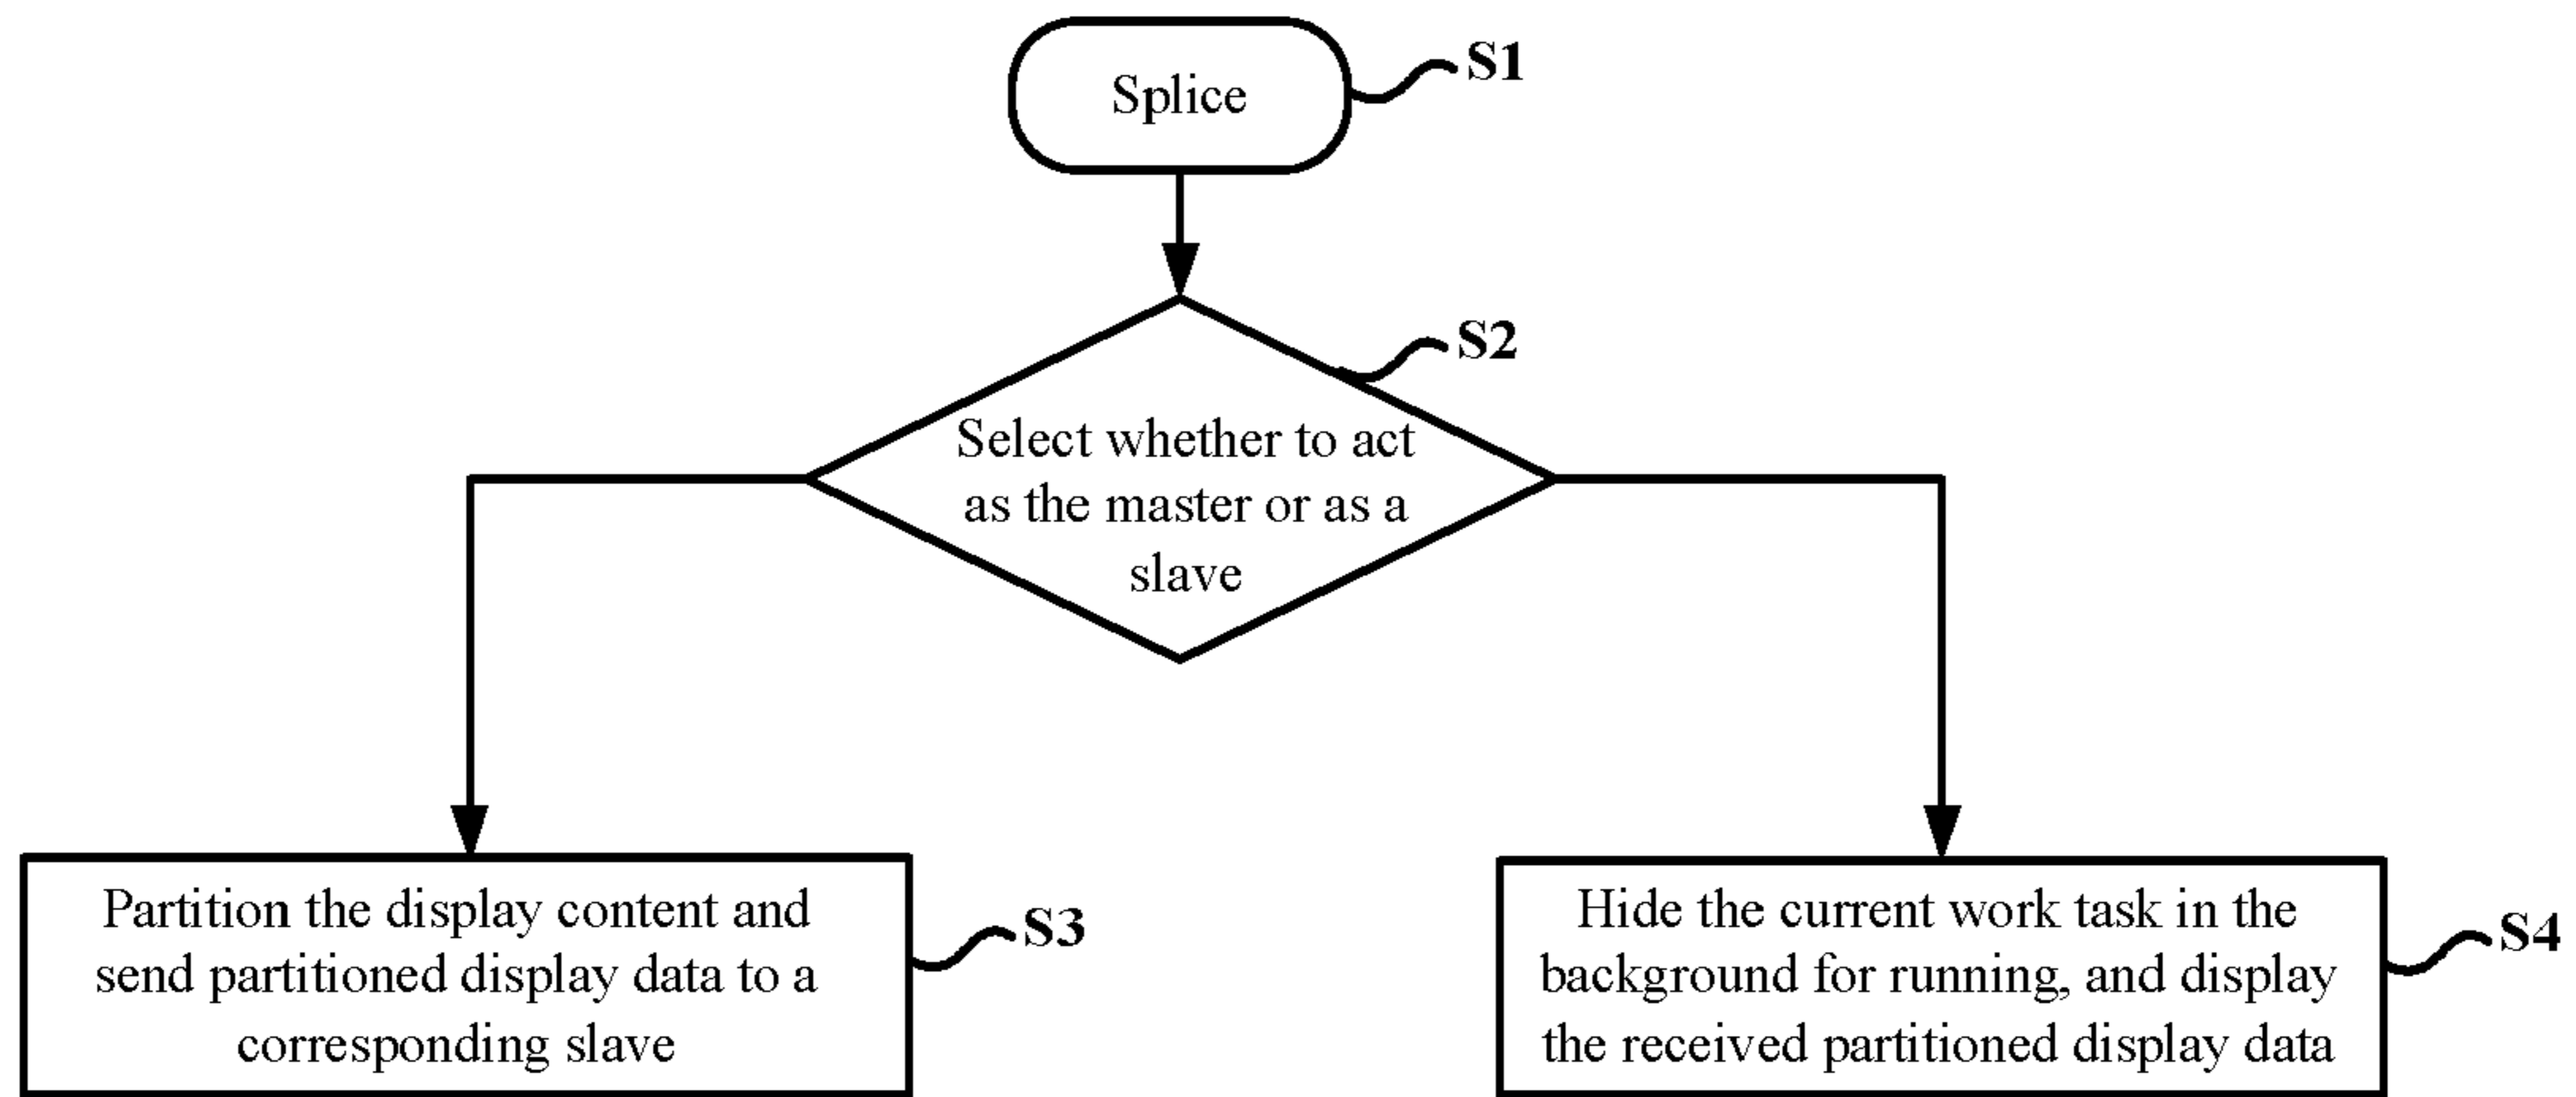 Splice
S1
S2
Select whether to act
as the master or as a
slave
Partition the display content and
send partitioned display data to a
corresponding slave
S3
Hide the current work task in the
background for running, and display
the received partitioned display data
S4